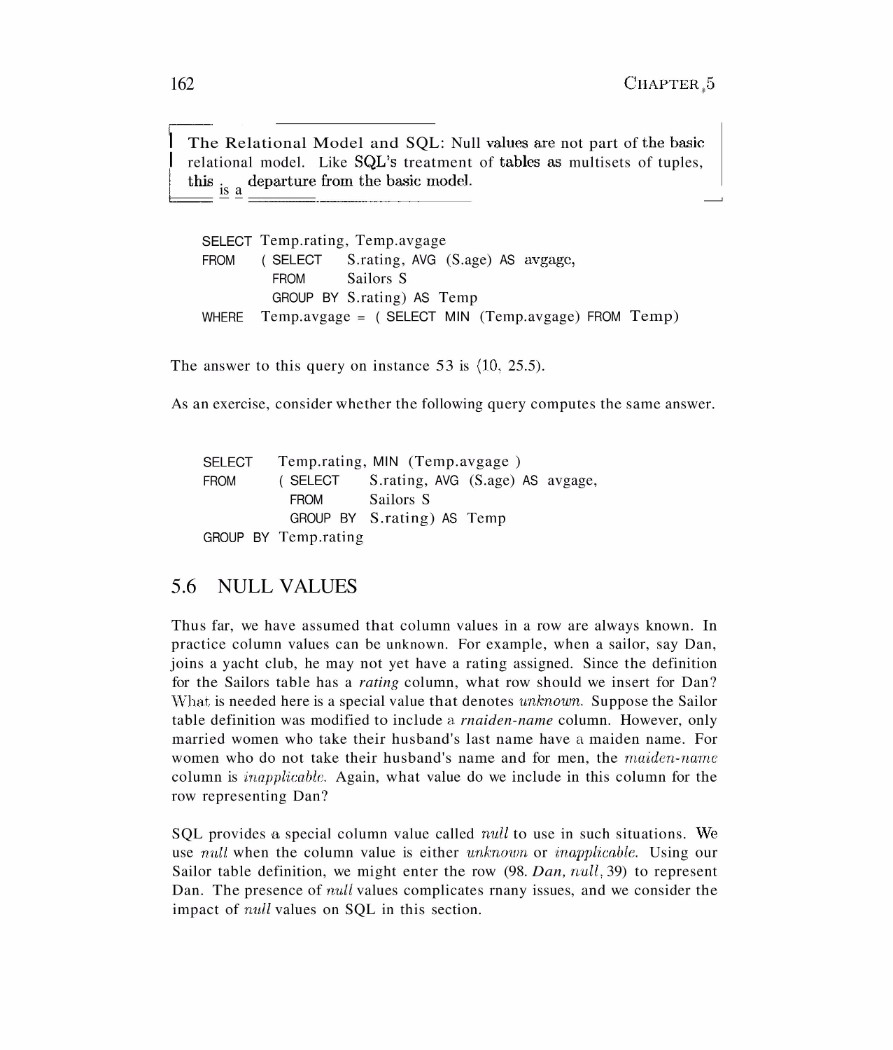 162
CHAPTER 5
The Relational Model and SQL: Null values are not part of the basic
relational model. Like SQL's treatment of tables as multisets of tuples,
this is a departure from the basic model.
SELECT Temp.rating, Temp.avgage
FROM ( SELECT S.rating, AVG (S.age) AS avgage,
FROM Sailors S
GROUP BY S.rating) AS Temp
WHERE Temp.avgage = ( SELECT MIN (Temp.avgage) FROM Temp)
The answer to this query on instance 53 is (10, 25.5).
As an exercise, consider whether the following query computes the same answer.
SELECT Temp.rating, MIN (Temp.avgage )
FROM ( SELECT S.rating, AVG (S.age) AS avgage,
FROM Sailors S
GROUP BY S.rating) AS Temp
GROUP BY Temp.rating
5.6 NULL VALUES
Thus far, we have assumed that column values in a row are always known. In
practice column values can be unknown. For example, when a sailor, say Dan,
joins a yacht club, he may not yet have a rating assigned. Since the definition
for the Sailors table has a rating column, what row should we insert for Dan?
What is needed here is a special value that denotes unknown. Suppose the Sailor
table definition was modified to include a rnaiden-name column. However, only
married women who take their husband's last name have a maiden name. For
women who do not take their husband's name and for men, the maiden-name
column is inapplicable. Again, what value do we include in this column for the
row representing Dan?
SQL provides a special column value called null to use in such situations. We
use null when the column value is either unknown or inapplicable. Using our
Sailor table definition, we might enter the row (98. Dan, null, 39) to represent
Dan. The presence of null values complicates rnany issues, and we consider the
impact of null values on SQL in this section.